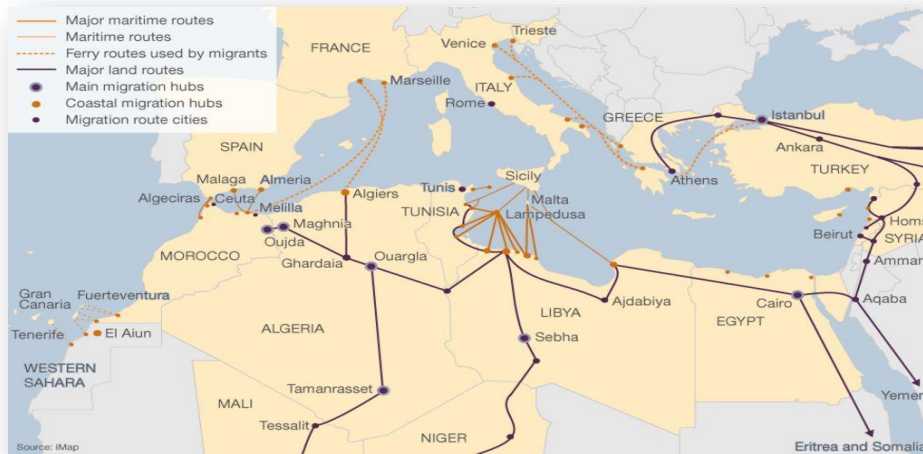 Major maritime routes
Maritime routes
Ferry routes used by migrants
Major land routes
Main migration hubs
Coastal migration hubs
Migration route cities
FRANCE
Venice
Trieste
Marseille
ITALY
Rome
GREECE
Istanbul
Ankara
TURKEY
SPAIN
Athens
Malaga
Almeria
Algiers
Tunis
Sicily
Algeciras
Ceuta
Melilla
TUNISIA
Malta
Lampedusa
Homs
Maghnia
Beirut
SYRIA
Oujda
MOROCCO
Ghardaia
Ouargla
Amman
Gran
Canaria
Fuerteventura
LIBYA
Ajdabiya
Cairo
Aqaba
EGYPT
Tenerife
El Aiun
ALGERIA
Sebha
WESTERN
SAHARA
Tamanrasset
Yemen
MALI
Tessalit
NIGER
Source: IMap
Eritrea and Somalia